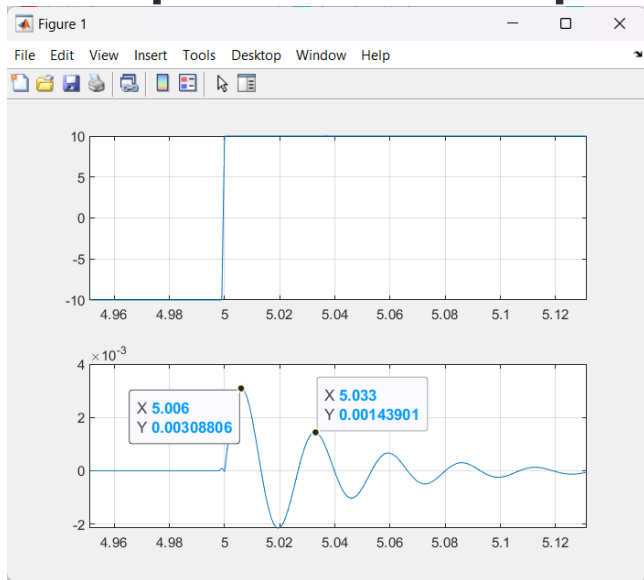 Figure 1
File Edit View Insert Tools Desktop Window Help
10
5
0
-5
-10
4.96 4.98 5 5.02 5.04 5.06 5.08 5.1 5.12
×10-3
4
2
0
-2
X 5.006
Y 0.00308806
X 5.033
Y 0.00143901
4.96 4.98 5 5.02 5.04 5.06 5.08 5.1 5.12